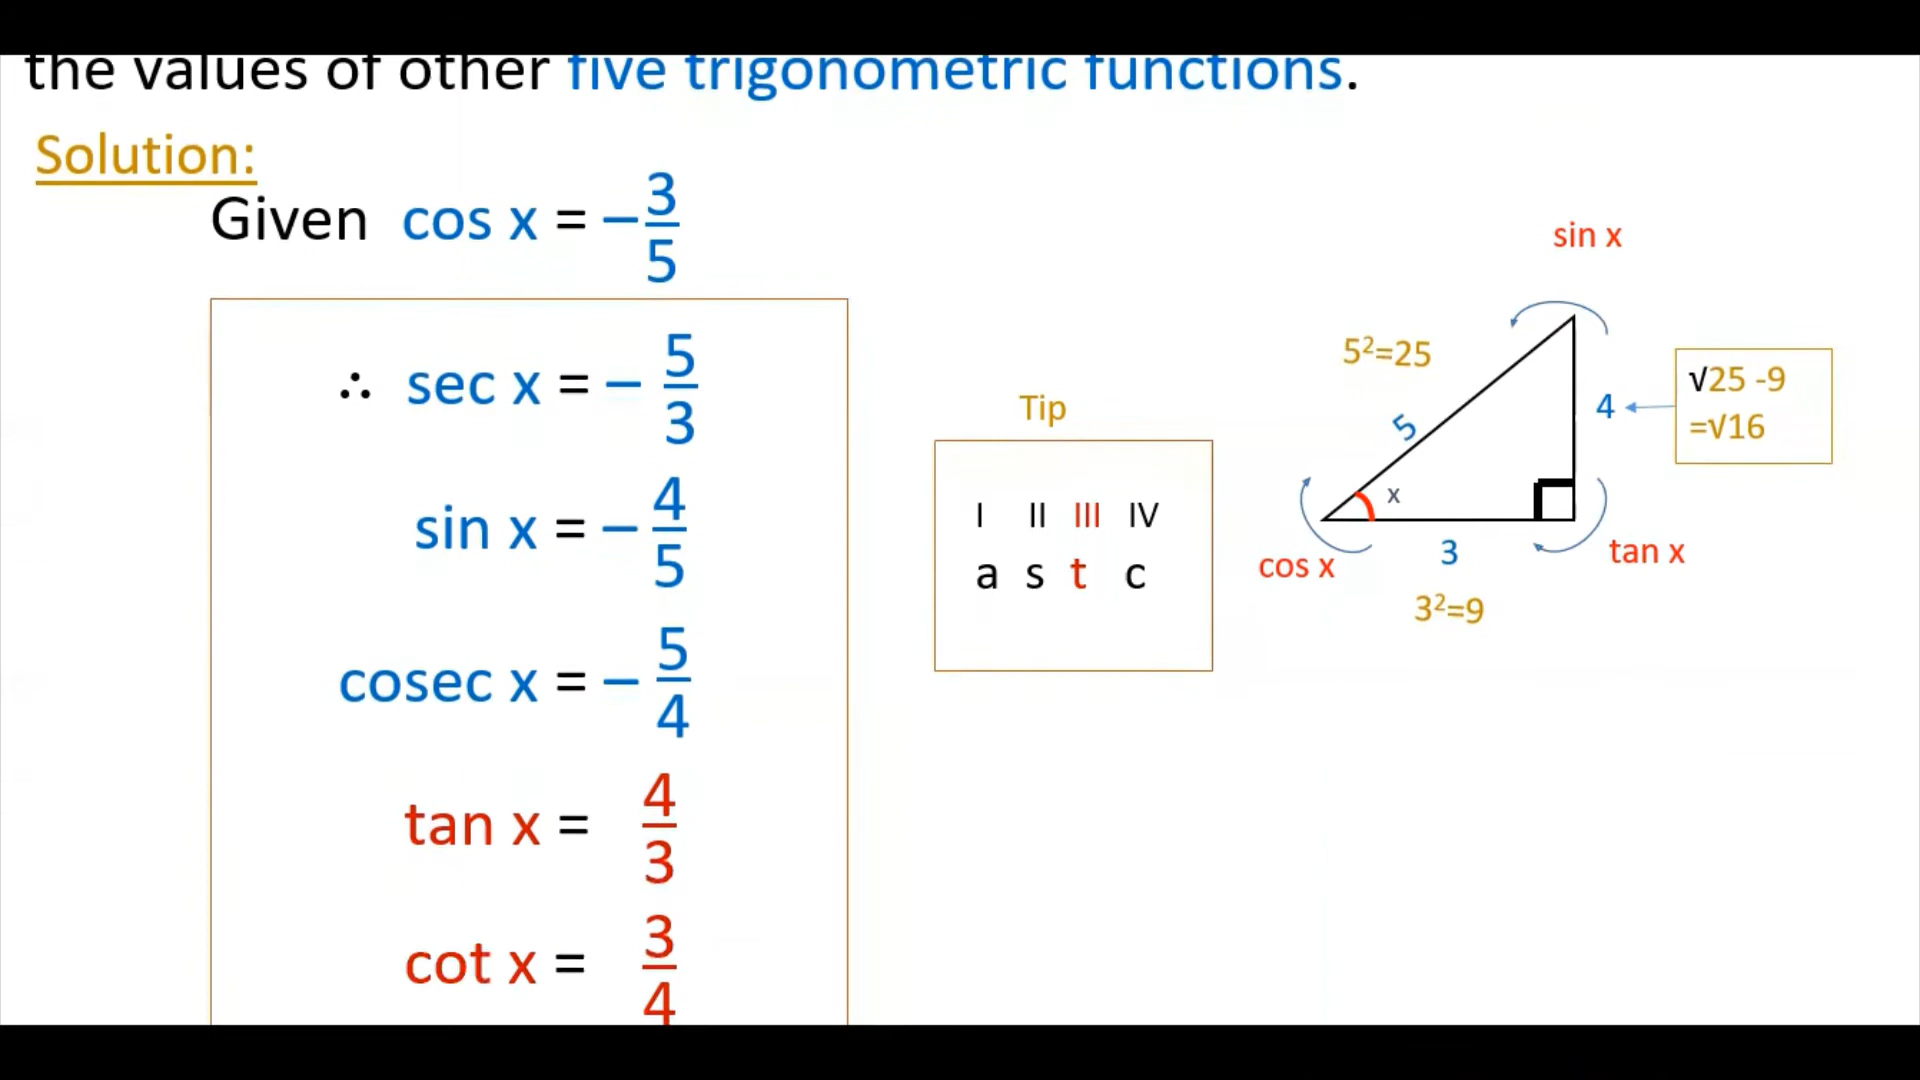 the values of other five trigonometric functions.
Solution:
Given cos x = −3/5
∴ sec x = − 5/3
sin x = − 4/5
cosec x = − 5/4
tan x = 4/3
cot x = 3/4
Tip
I II III IV
a s t c
sin x
5²=25
5
x
4
√25 -9
=√16
cos x
3
tan x
3²=9